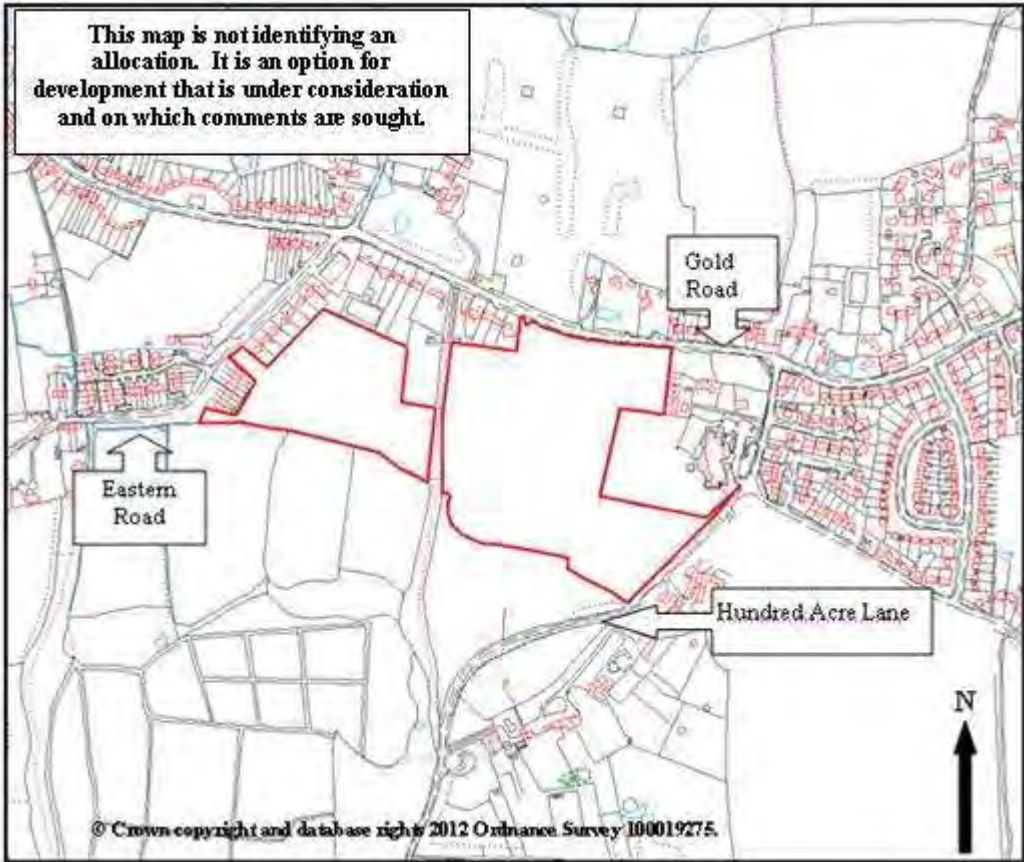 This map is not identifying an
allocation. It is an option for
development that is under consideration
and on which comments are sought.
Gold
Road
Eastern
Road
Hundred Acre Lane
N
© Crown copyright and database rights 2012 Ordnance Survey 100019275.